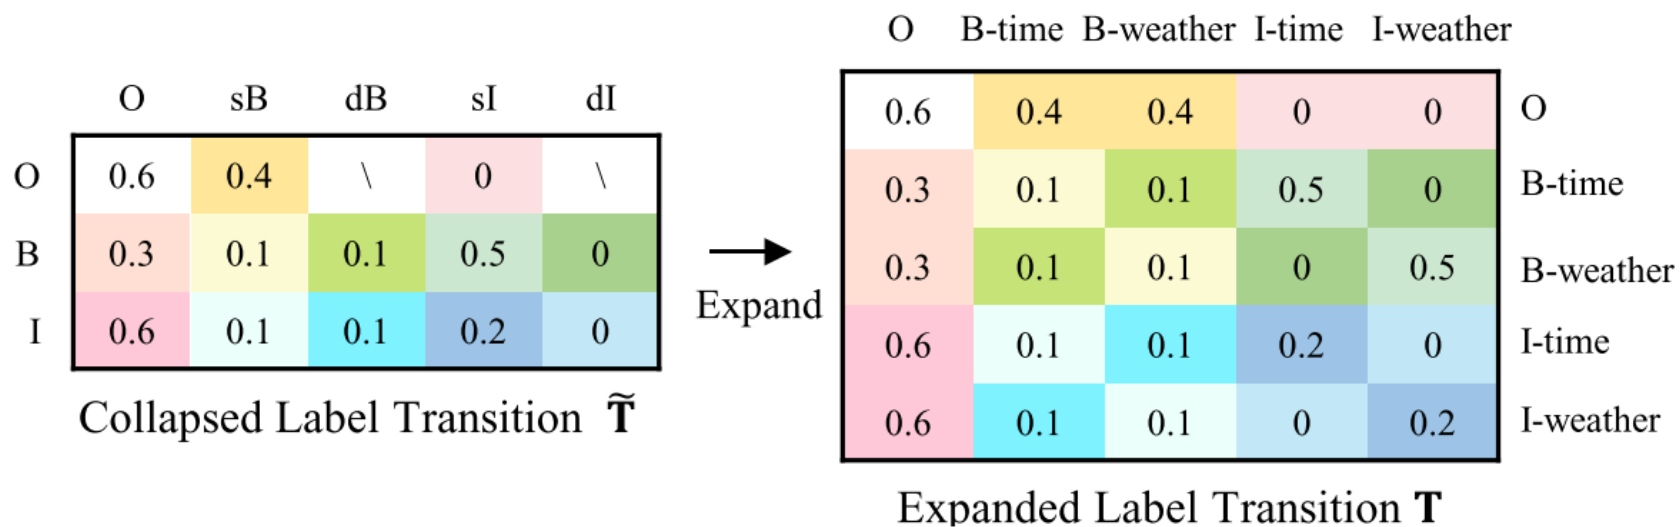 O B-time B-weather I-time I-weather
O sB dB sI dI
0.6 0.4 0.4 0 0 O
O 0.6 0.4 \ 0 \
0.3 0.1 0.1 0.5 0 B-time
B 0.3 0.1 0.1 0.5 0
0.3 0.1 0.1 0 0.5 B-weather
Expand
I 0.6 0.1 0.1 0.2 0
0.6 0.1 0.1 0.2 0 I-time
Collapsed Label Transition T̃
0.6 0.1 0.1 0 0.2 I-weather
Expanded Label Transition T